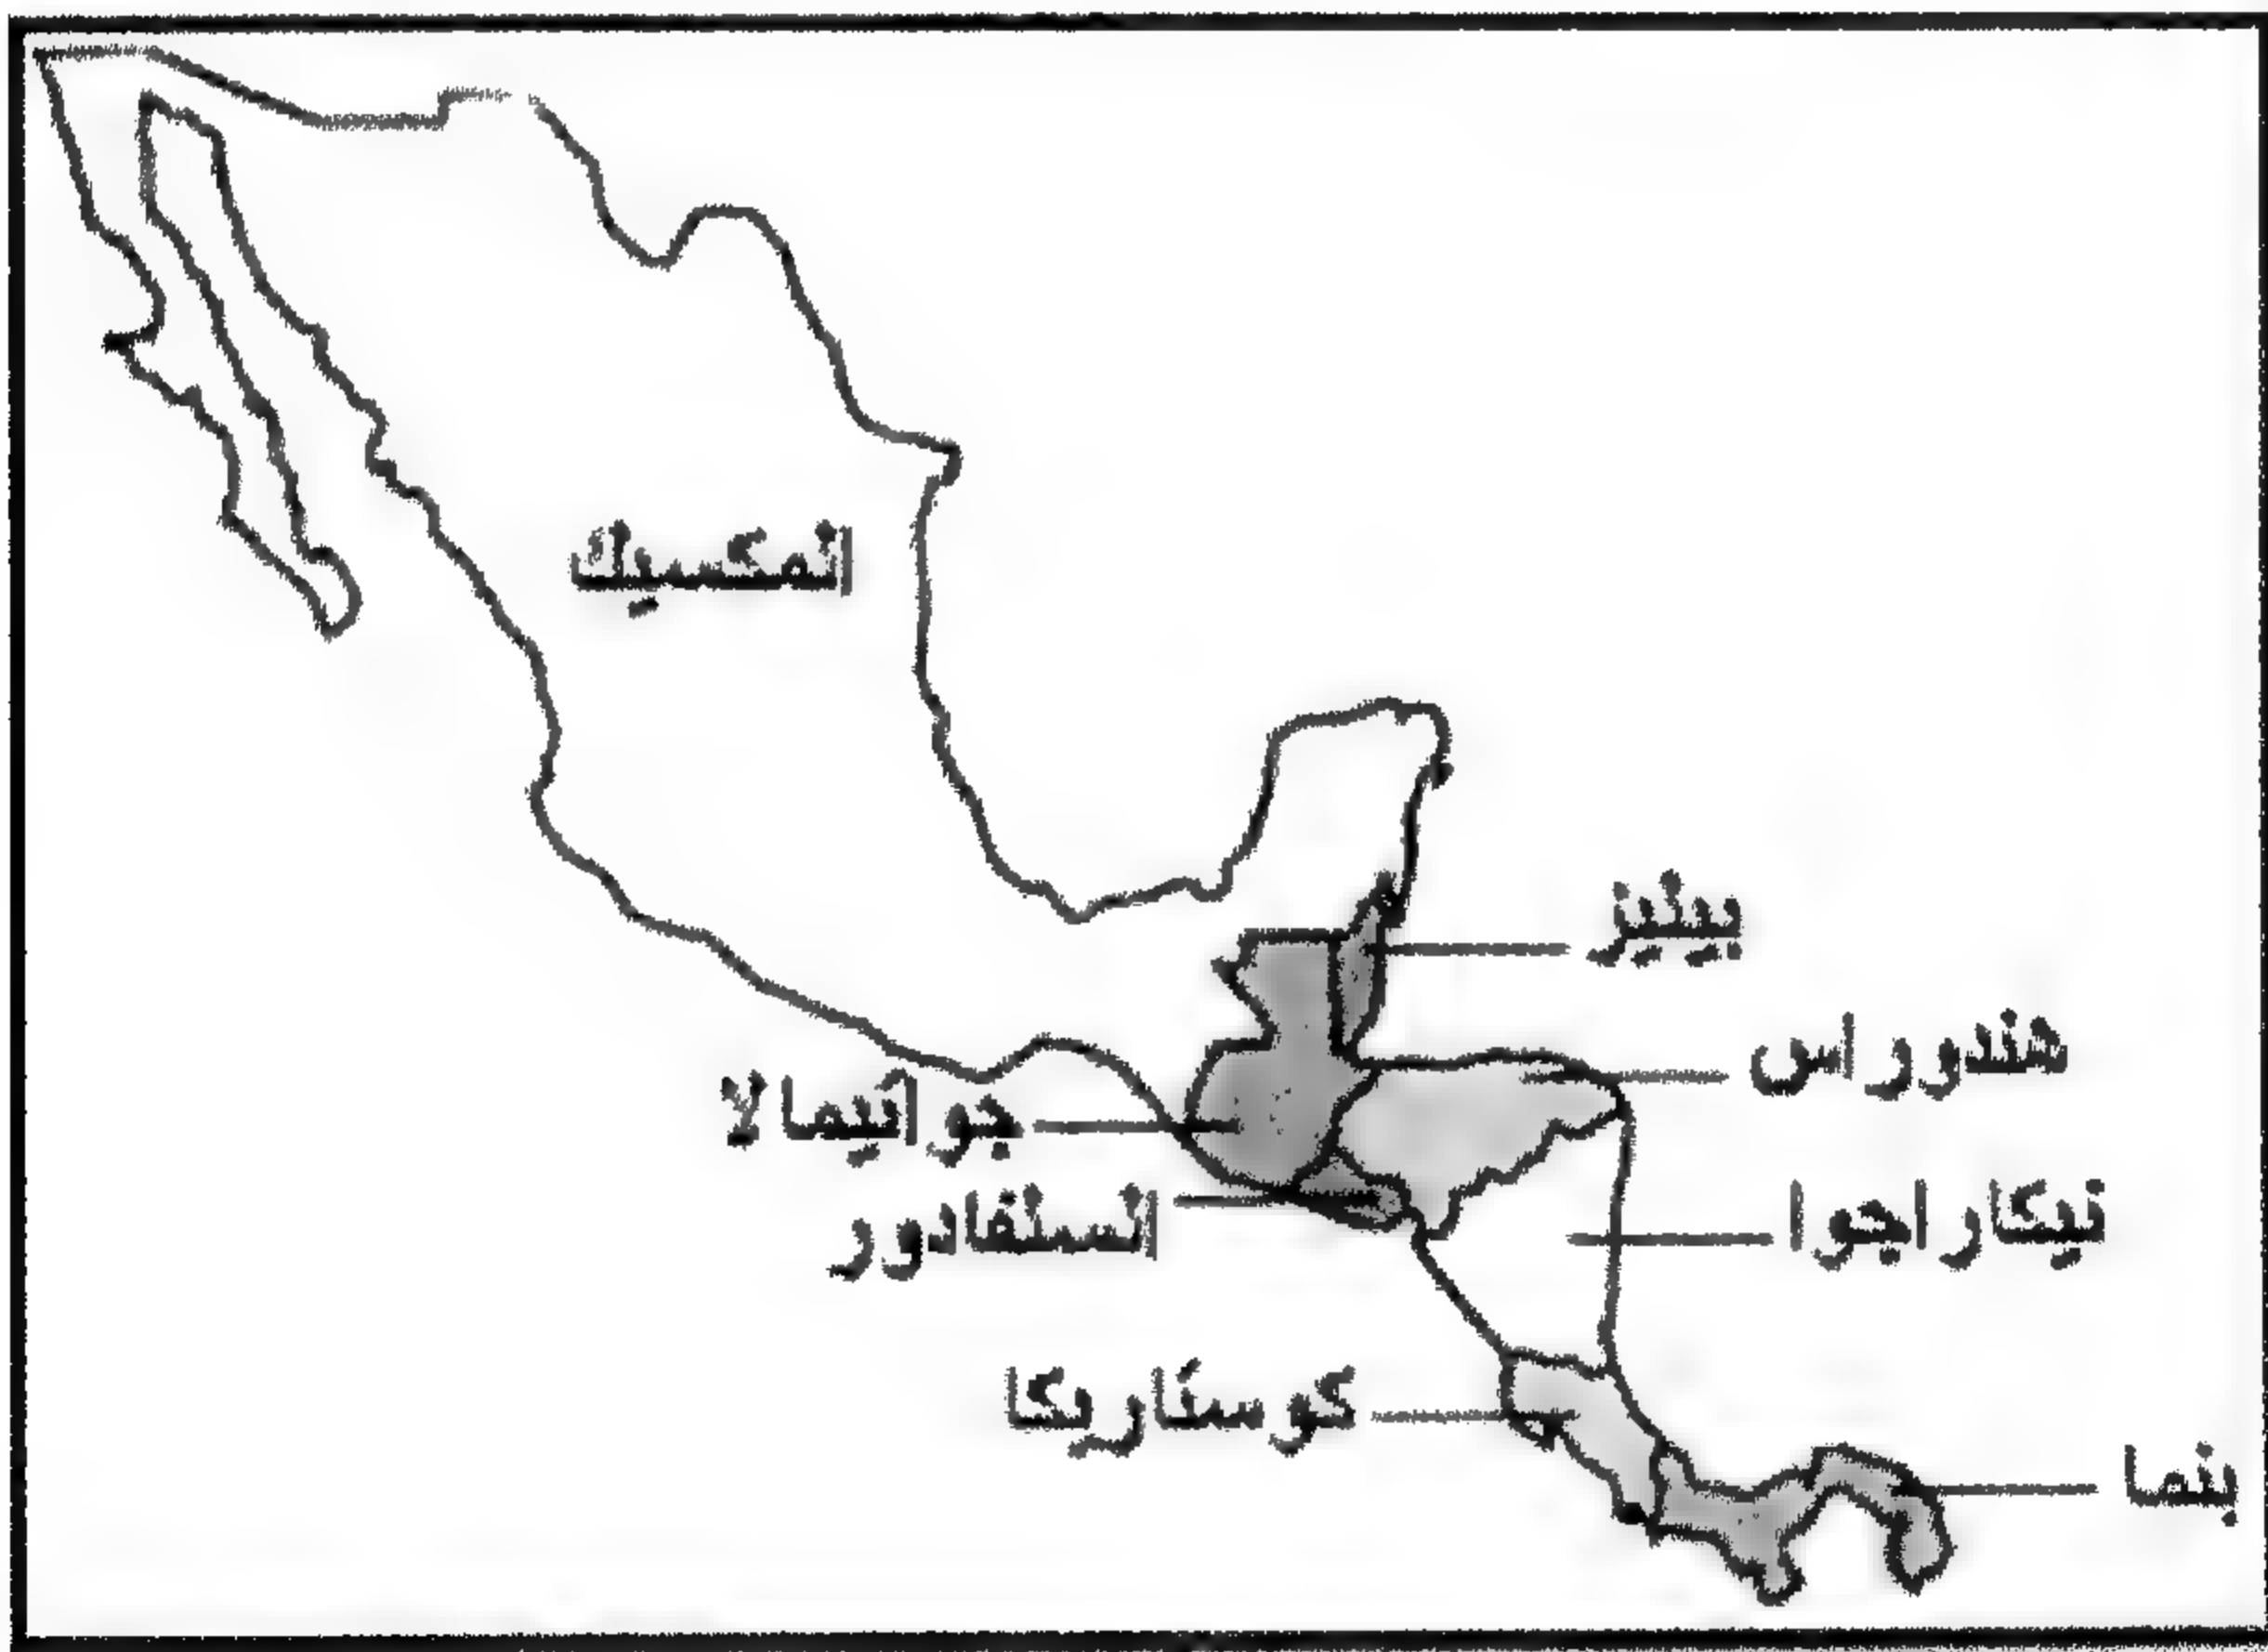 المكسيك
بيليز
هندوراس
جواتيمالا
نيكاراجوا
السلفادور
كوستاريكا
بنما